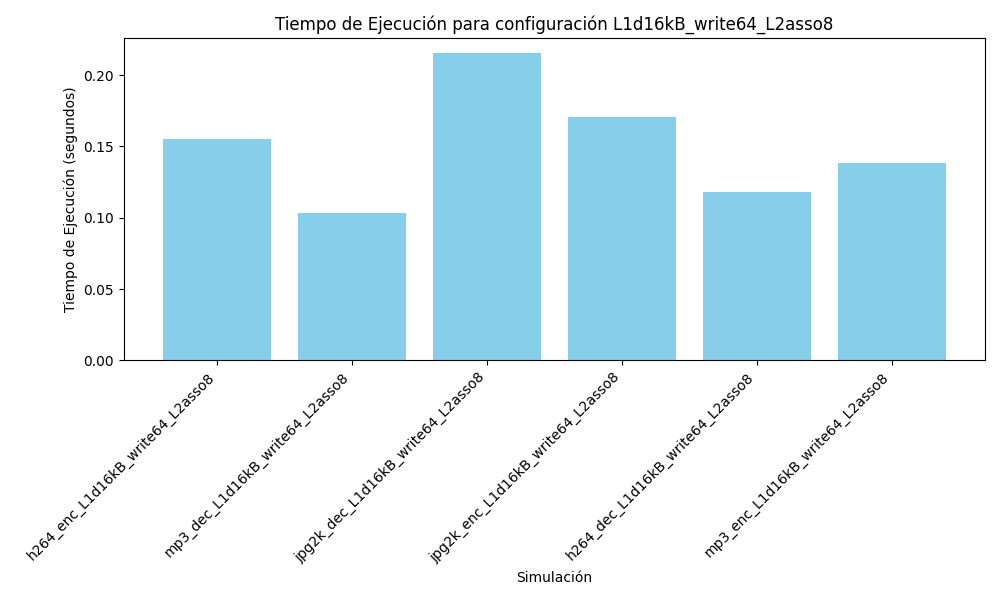 Tiempo de Ejecución para configuración L1d16kB_write64_L2asso8
Tiempo de Ejecución (segundos)
0.20
0.15
0.10
0.05
0.00
h264_enc_L1d16kB_write64_L2asso8
mp3_dec_L1d16kB_write64_L2asso8
jpg2k_dec_L1d16kB_write64_L2asso8
jpg2k_enc_L1d16kB_write64_L2asso8
h264_dec_L1d16kB_write64_L2asso8
mp3_enc_L1d16kB_write64_L2asso8
Simulación